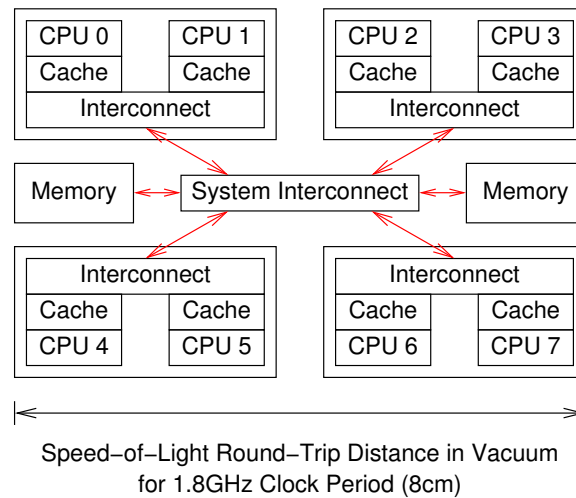 CPU 0 CPU 1 CPU 2 CPU 3
Cache Cache Cache Cache
Interconnect Interconnect
Memory System Interconnect Memory
Interconnect Interconnect
Cache Cache Cache Cache
CPU 4 CPU 5 CPU 6 CPU 7
Speed−of−Light Round−Trip Distance in Vacuum
for 1.8GHz Clock Period (8cm)